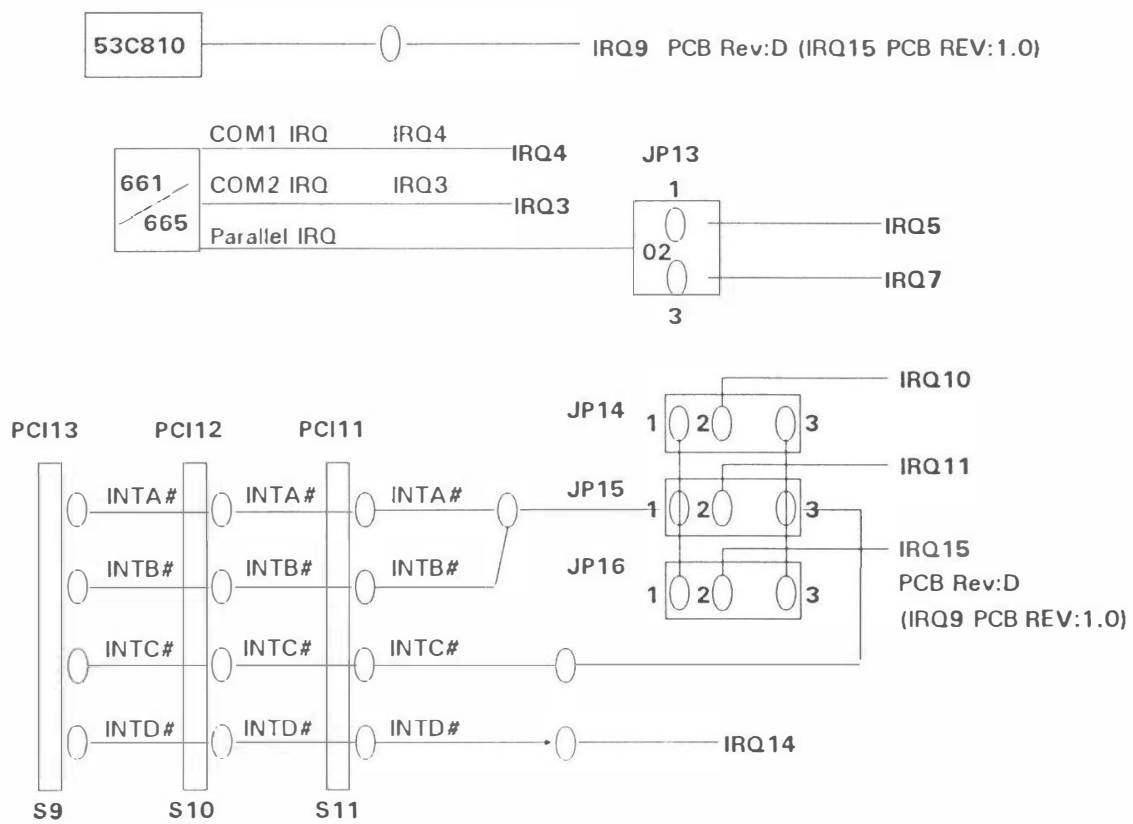 53C810
IRQ9 PCB Rev:D (IRQ15 PCB REV:1.0)
COM1 IRQ IRQ4
IRQ4
JP13
661
665
COM2 IRQ IRQ3
IRQ3
1
IRQ5
Parallel IRQ
02
IRQ7
3
IRQ10
JP14
1 2 3
PCI13 PCI12 PCI11
IRQ11
INTA# INTA# INTA#
JP15
1 2 3
IRQ15
PCB Rev:D
(IRQ9 PCB REV:1.0)
INTB# INTB# INTB#
JP16
1 2 3
INTC# INTC# INTC#
INTD# INTD# INTD#
IRQ14
S9 S10 S11